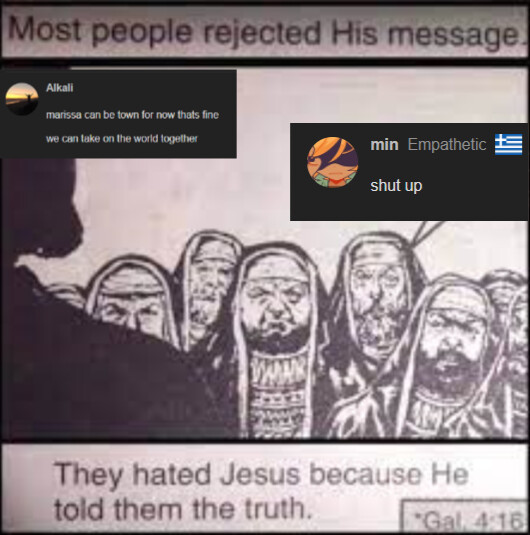 Most people rejected His message.
Alkali
marissa can be town for now thats fine
we can take on the world together
min Empathetic
shut up
They hated Jesus because He
told them the truth.
*Gal. 4:16